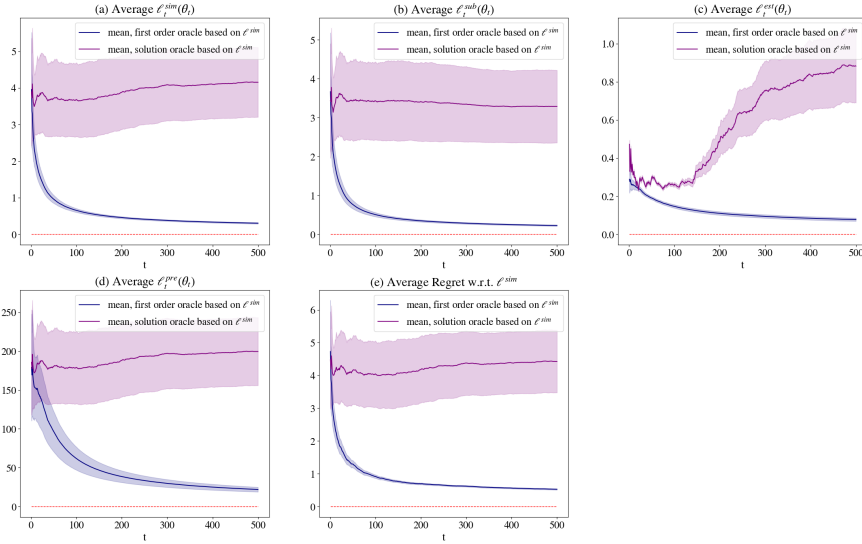 (a) Average ℓ_t^{sim}(θ_t)
mean, first order oracle based on ℓ^{sim}
mean, solution oracle based on ℓ^{sim}
5
4
3
2
1
0
0 100 200 300 400 500
t
(b) Average ℓ_t^{sub}(θ_t)
mean, first order oracle based on ℓ^{sim}
mean, solution oracle based on ℓ^{sim}
5
4
3
2
1
0
0 100 200 300 400 500
t
(c) Average ℓ_t^{est}(θ_t)
mean, first order oracle based on ℓ^{sim}
mean, solution oracle based on ℓ^{sim}
1.0
0.8
0.6
0.4
0.2
0.0
0 100 200 300 400 500
t
(d) Average ℓ_t^{pre}(θ_t)
mean, first order oracle based on ℓ^{sim}
mean, solution oracle based on ℓ^{sim}
250
200
150
100
50
0
0 100 200 300 400 500
t
(e) Average Regret w.r.t. ℓ^{sim}
mean, first order oracle based on ℓ^{sim}
mean, solution oracle based on ℓ^{sim}
6
5
4
3
2
1
0
0 100 200 300 400 500
t